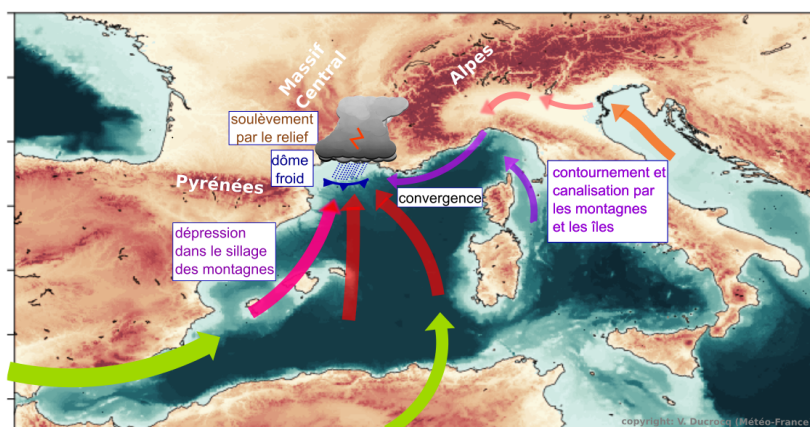 Massif
Central
Alpes
soulèvement
par le relief
dôme
froid
Pyrénées
convergence
contournement et
canalisation par
les montagnes
et les îles
dépression
dans le sillage
des montagnes
copyright: V. Ducrocq (Météo-France